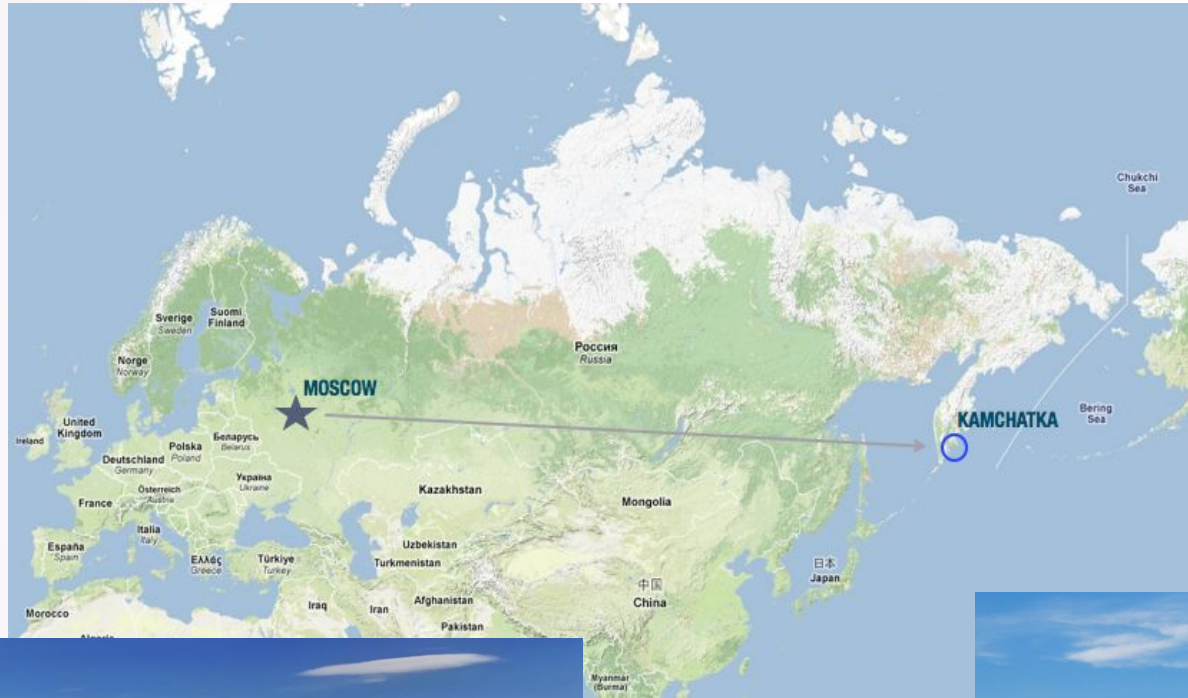 Chukchi
Sea
Sverige
Sweden
Suomi
Finland
Россия
Russia
Norge
Norway
MOSCOW
Bering
Sea
KAMCHATKA
United
Kingdom
Ireland
Polska
Poland
Беларусь
Belarus
Deutschland
Germany
Україна
Ukraine
Österreich
Austria
Kazakhstan
France
Mongolia
Italia
Italy
España
Spain
Ελλάς
Greece
Türkiye
Turkey
Uzbekistan
Turkmenistan
日本
Japan
中国
China
Iraq
Iran
Afghanistan
Morocco
Pakistan
Myanmar
(Burma)